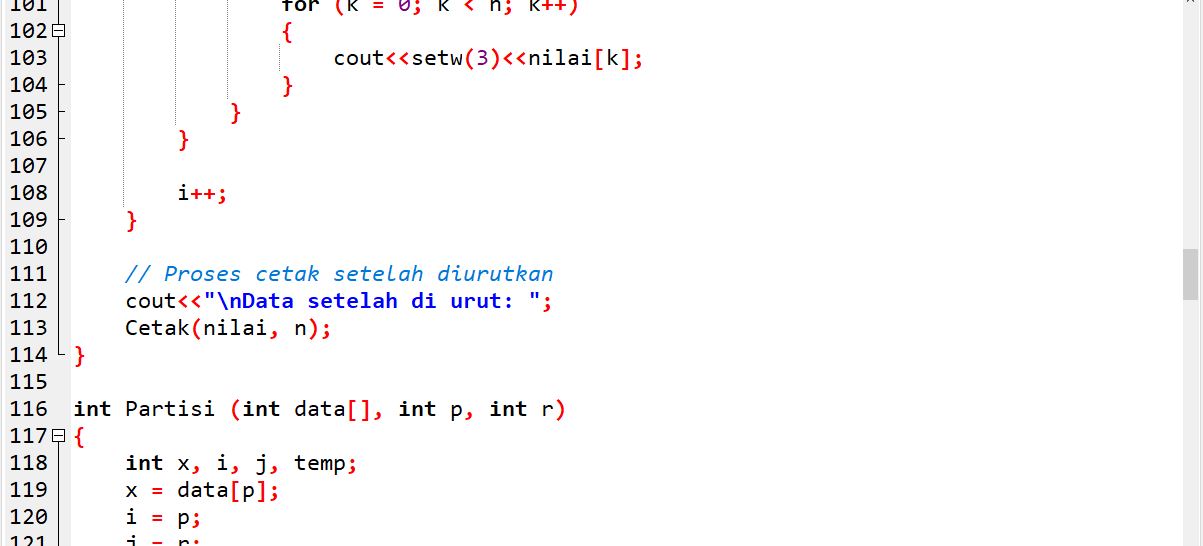 101 for (k = 0; k < n; k++)
102 {
103 cout<<setw(3)<<nilai[k];
104 }
105 }
106 }
107
108 i++;
109 }
110
111 // Proses cetak setelah diurutkan
112 cout<<"\nData setelah di urut: ";
113 Cetak(nilai, n);
114 }
115
116 int Partisi (int data[], int p, int r)
117 {
118 int x, i, j, temp;
119 x = data[p];
120 i = p;
121 j = r;